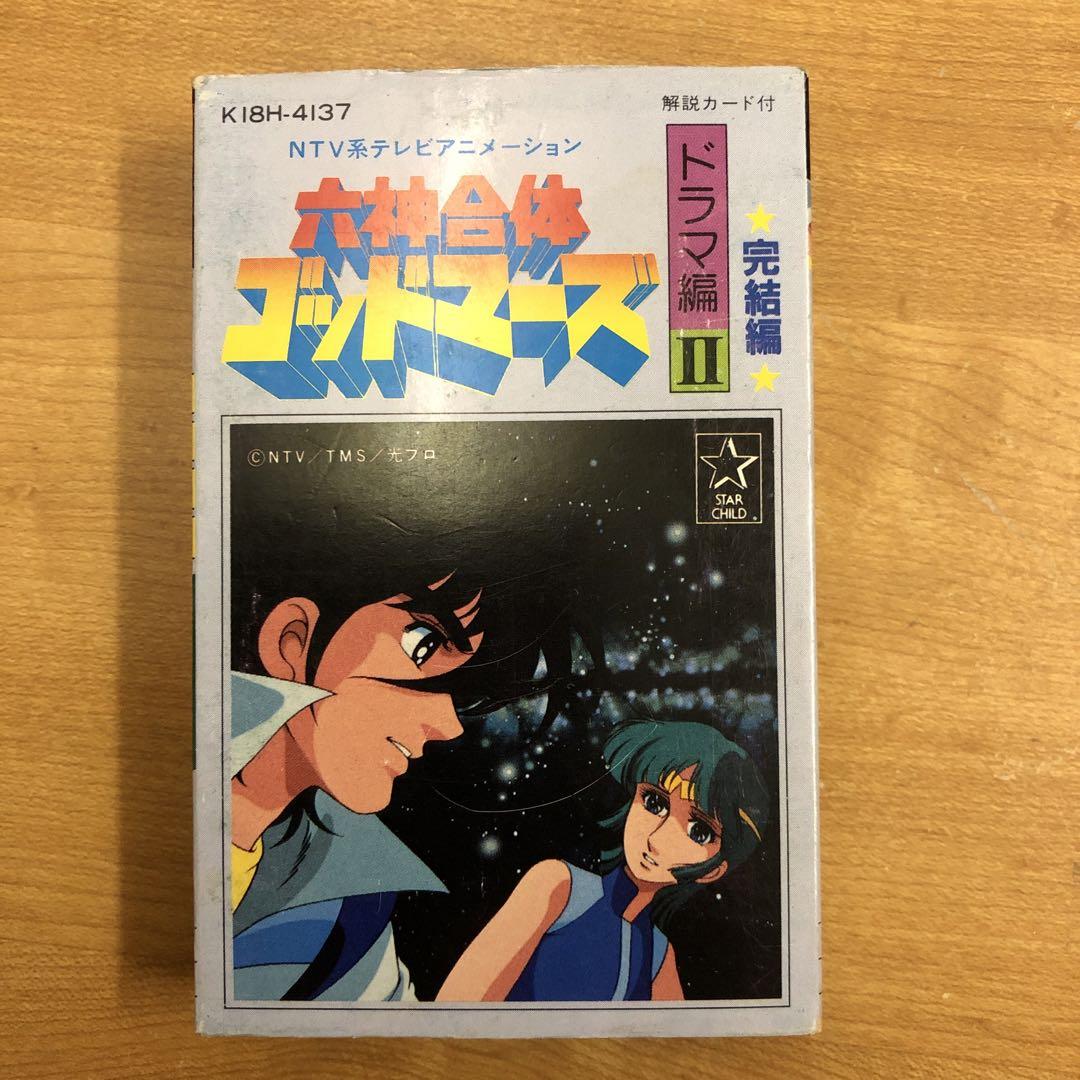 K18H-4137
解説カード付
NTV系テレビアニメーション
六神合体
ゴッドマーズ
ドラマ編
II
★完結編★
©NTV/TMS/光プロ
STAR
CHILD